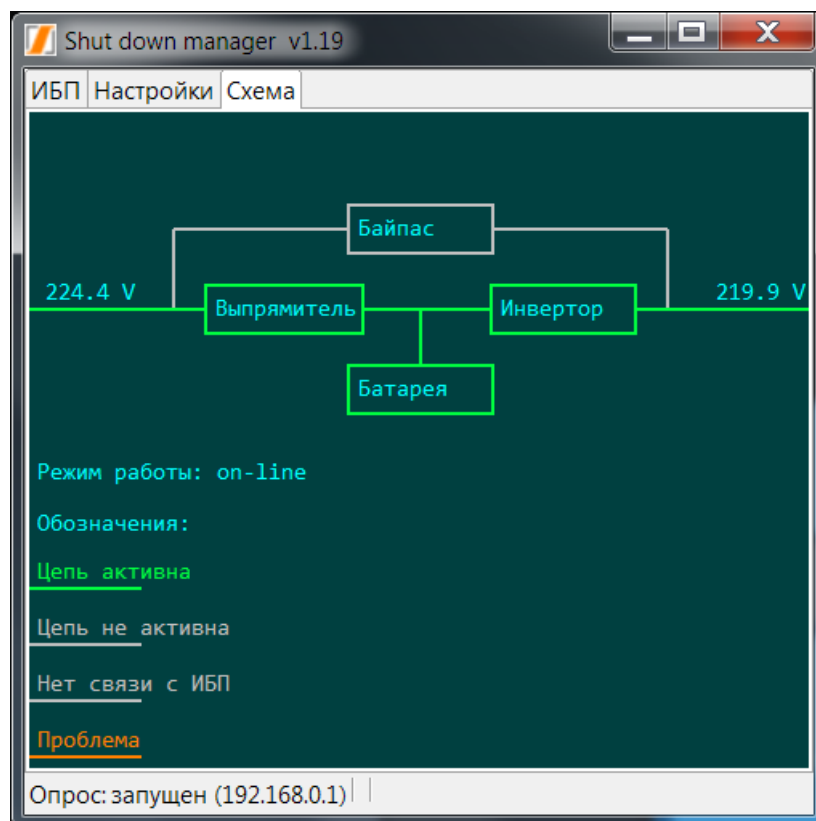 Shut down manager v1.19
ИБП Настройки Схема
Байпас
224.4 V
219.9 V
Выпрямитель
Инвертор
Батарея
Режим работы: on-line
Обозначения:
Цепь активна
Цепь не активна
Нет связи с ИБП
Проблема
Опрос: запущен (192.168.0.1)